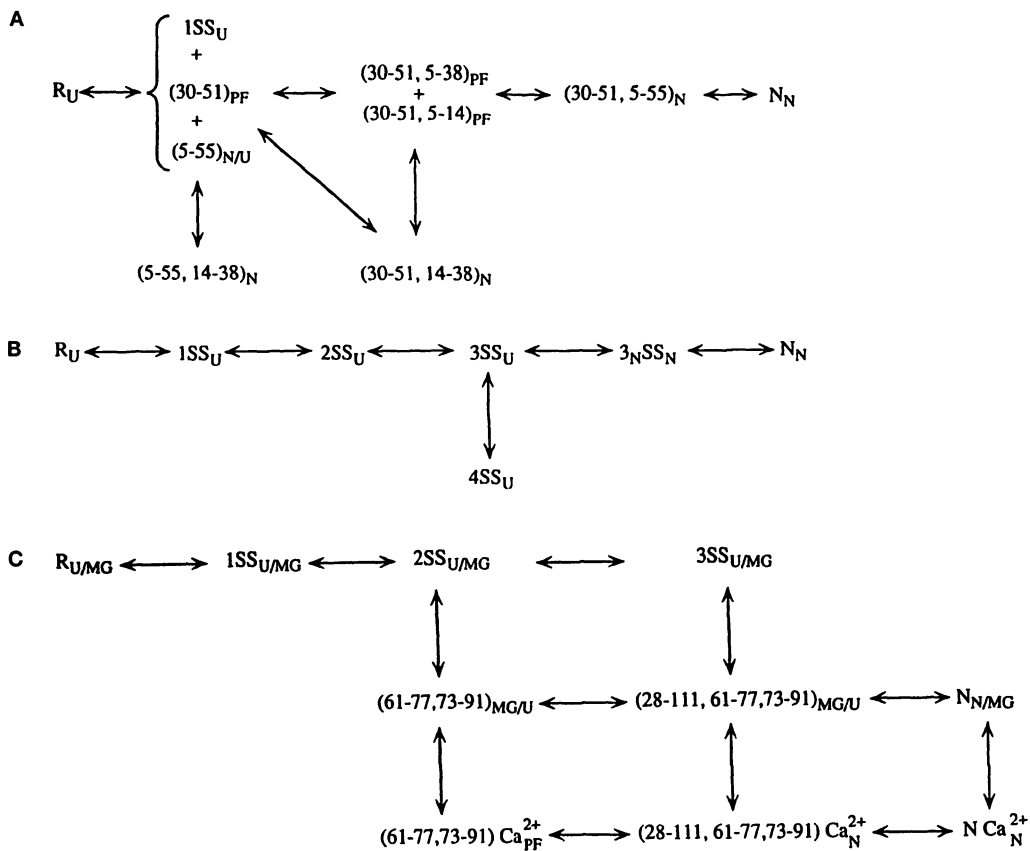 A
1SS_U
+
R_U (30-51)_PF
+
(5-55)_N/U
(30-51, 5-38)_PF
+
(30-51, 5-14)_PF
(30-51, 5-55)_N N_N
(5-55, 14-38)_N (30-51, 14-38)_N
B R_U 1SS_U 2SS_U 3SS_U 3_NSS_N N_N
4SS_U
C R_U/MG 1SS_U/MG 2SS_U/MG 3SS_U/MG
(61-77,73-91)_MG/U (28-111, 61-77,73-91)_MG/U N_N/MG
(61-77,73-91) Ca^2+_PF (28-111, 61-77,73-91) Ca^2+_N N Ca^2+_N